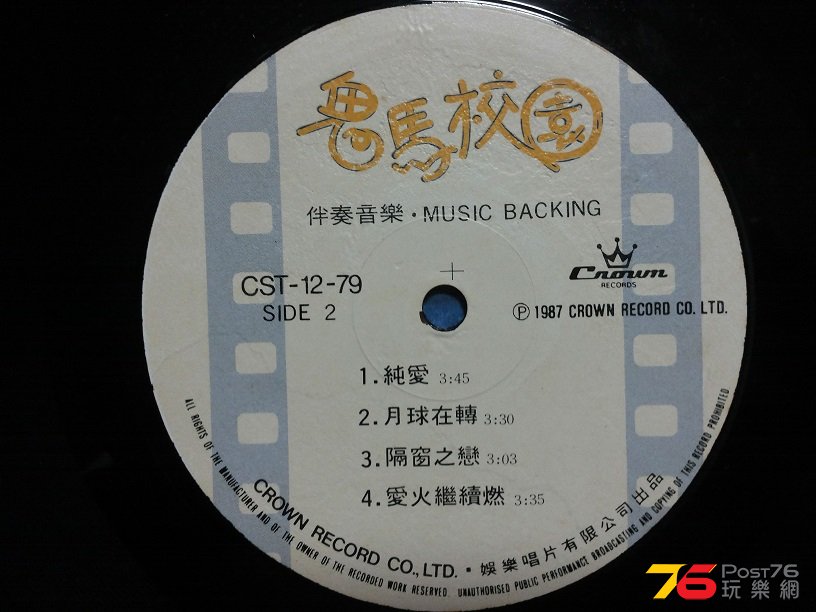 鬼馬校園
伴奏音樂·MUSIC BACKING
CST-12-79
SIDE 2
Crown
RECORDS
Ⓟ 1987 CROWN RECORD CO. LTD.
1.純愛 3:45
2.月球在轉 3:30
3.隔窗之戀 3:03
4.愛火繼續燃 3:35
CROWN RECORD CO., LTD.·娛樂唱片有限公司出品
ALL RIGHTS OF THE MANUFACTURER AND OF THE OWNER OF THE RECORDED WORK RESERVED. UNAUTHORISED PUBLIC PERFORMANCE BROADCASTING AND COPYING OF THIS RECORD PROHIBITED
76 Post76
玩樂網